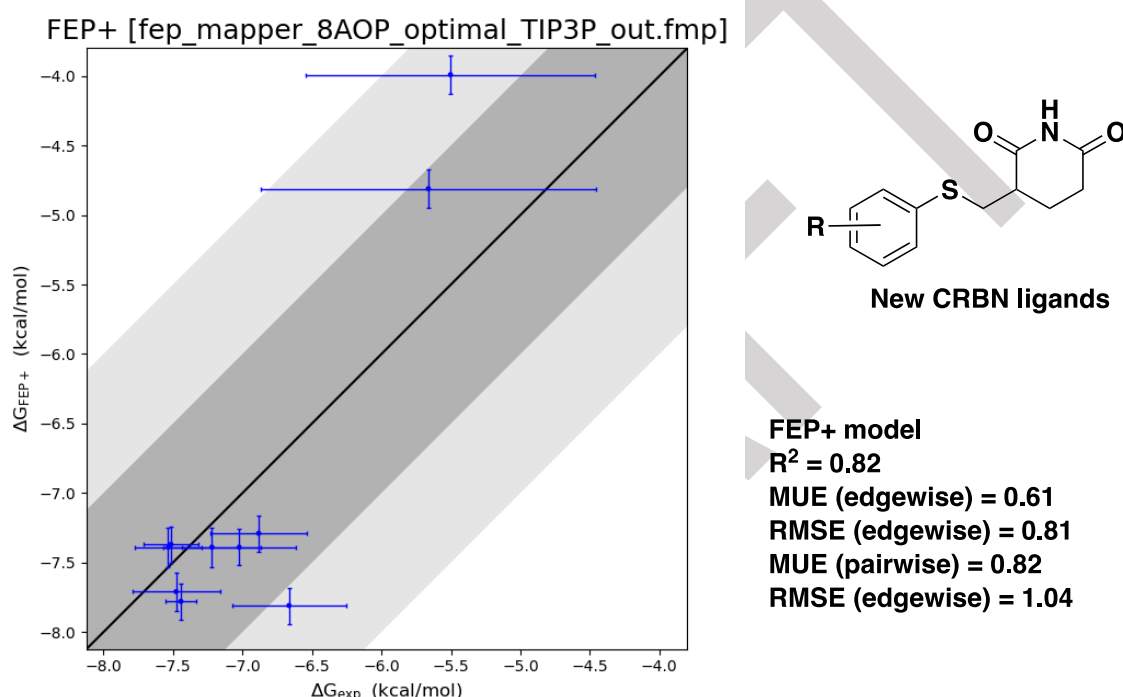 FEP+ [fep_mapper_8AOP_optimal_TIP3P_out.fmp]
−4.0
−4.5
−5.0
−5.5
−6.0
−6.5
−7.0
−7.5
−8.0
ΔG_FEP+ (kcal/mol)
−8.0 −7.5 −7.0 −6.5 −6.0 −5.5 −5.0 −4.5 −4.0
ΔG_exp (kcal/mol)
H
O N O
S
R
New CRBN ligands
FEP+ model
R² = 0.82
MUE (edgewise) = 0.61
RMSE (edgewise) = 0.81
MUE (pairwise) = 0.82
RMSE (edgewise) = 1.04